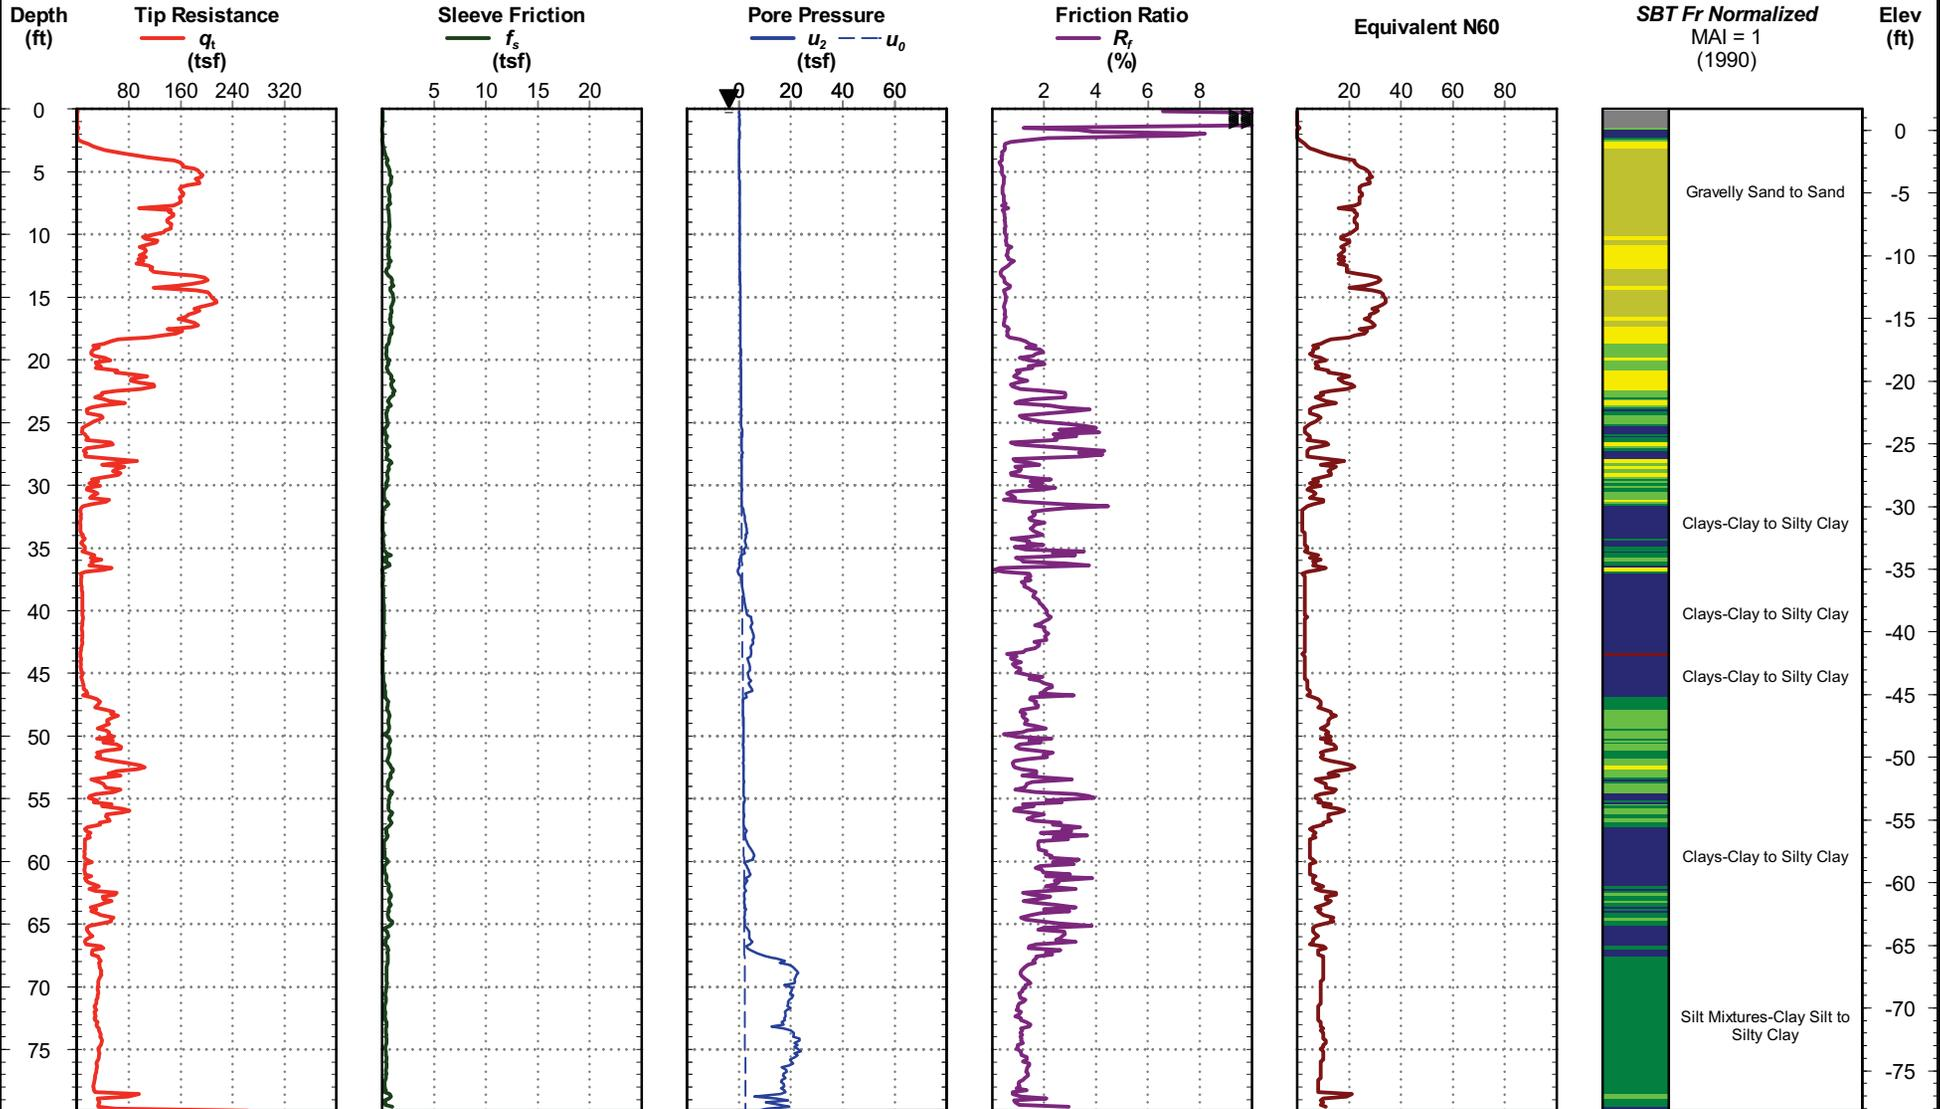 Depth
(ft)
Tip Resistance
qt
(tsf)
Sleeve Friction
fs
(tsf)
Pore Pressure
u2 u0
(tsf)
Friction Ratio
Rf
(%)
Equivalent N60
SBT Fr Normalized
MAI = 1
(1990)
Elev
(ft)
80 160 240 320
5 10 15 20
0 20 40 60
2 4 6 8
20 40 60 80
0
5
10
15
20
25
30
35
40
45
50
55
60
65
70
75
Gravelly Sand to Sand
Clays-Clay to Silty Clay
Clays-Clay to Silty Clay
Clays-Clay to Silty Clay
Clays-Clay to Silty Clay
Silt Mixtures-Clay Silt to
Silty Clay
0
-5
-10
-15
-20
-25
-30
-35
-40
-45
-50
-55
-60
-65
-70
-75